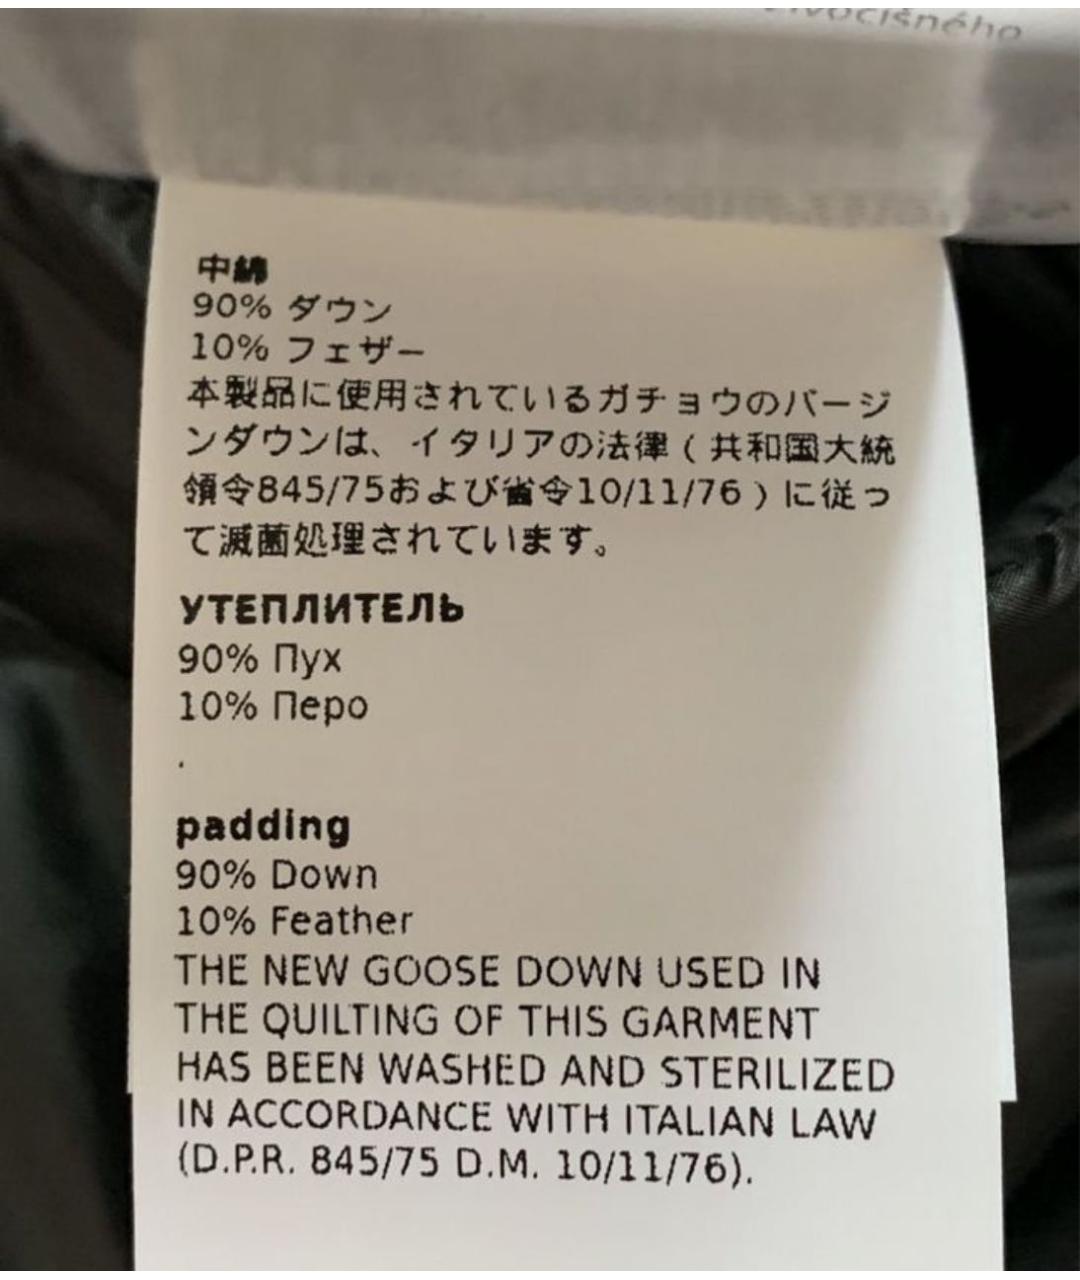 中綿
90% ダウン
10% フェザー
本製品に使用されているガチョウのバージ
ンダウンは、イタリアの法律（共和国大統
領令845/75および省令10/11/76）に従っ
て滅菌処理されています。
УТЕПЛИТЕЛЬ
90% Пух
10% Перо
.
padding
90% Down
10% Feather
THE NEW GOOSE DOWN USED IN
THE QUILTING OF THIS GARMENT
HAS BEEN WASHED AND STERILIZED
IN ACCORDANCE WITH ITALIAN LAW
(D.P.R. 845/75 D.M. 10/11/76).